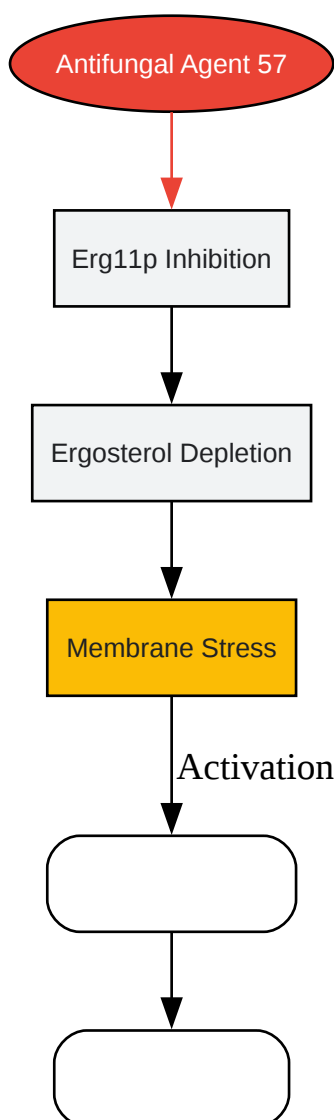 Antifungal Agent 57
Erg11p Inhibition
Ergosterol Depletion
Membrane Stress
Activation